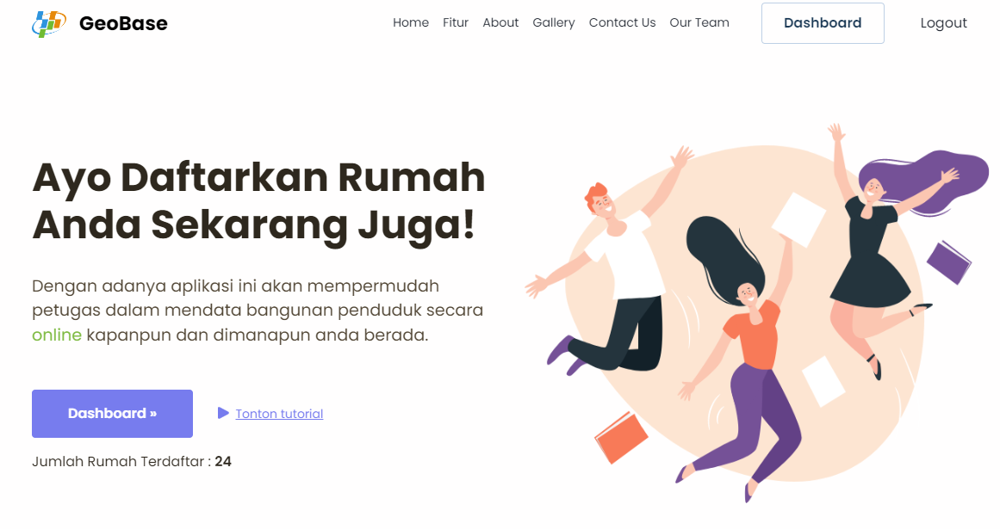 GeoBase
Home Fitur About Gallery Contact Us Our Team Dashboard Logout
Ayo Daftarkan Rumah
Anda Sekarang Juga!
Dengan adanya aplikasi ini akan mempermudah
petugas dalam mendata bangunan penduduk secara
online kapanpun dan dimanapun anda berada.
Dashboard »
Tonton tutorial
Jumlah Rumah Terdaftar : 24